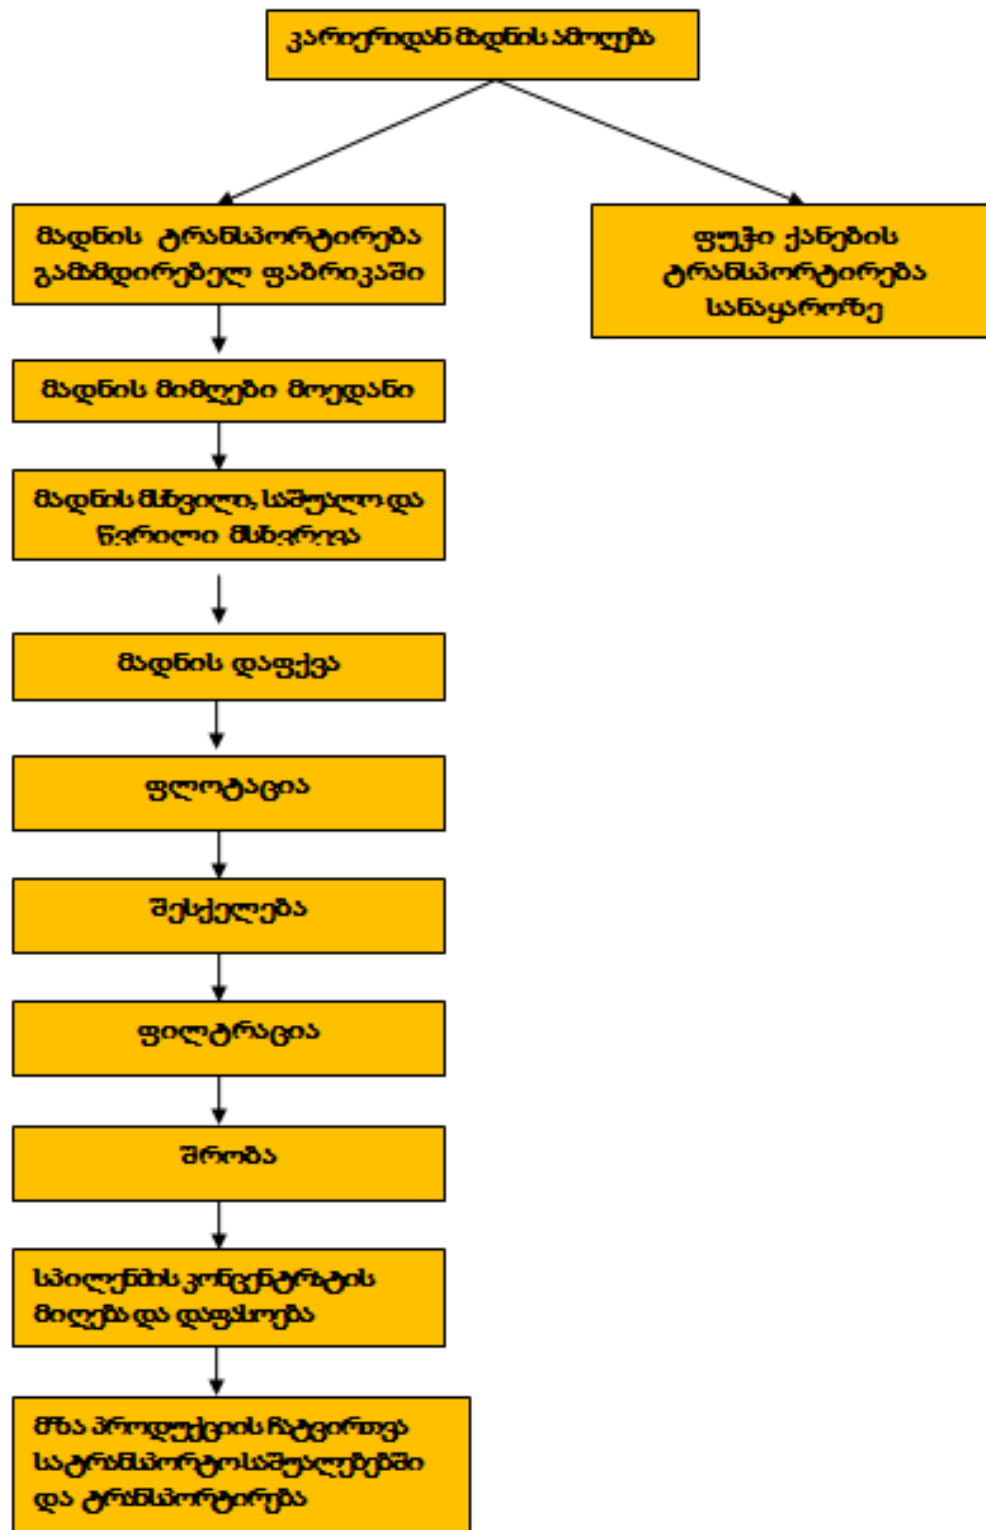 კარიერიდან მადნის ამოღება
მადნის ტრანსპორტირება
გამამდირებელ ფაბრიკაში
ფუჭი ქანების
ტრანსპორტირება
სანაყაროზე
მადნის მიმღები მოედანი
მადნის მსხვილი, საშუალო და
წვრილი მსხვრევა
მადნის დაფქვა
ფლოტაცია
შესქელება
ფილტრაცია
შრობა
სპილენძის კონცენტრატის
მიღება და დაფასოება
მზა პროდუქციის ჩატვირთვა
სატრანსპორტო საშუალებებში
და ტრანსპორტირება